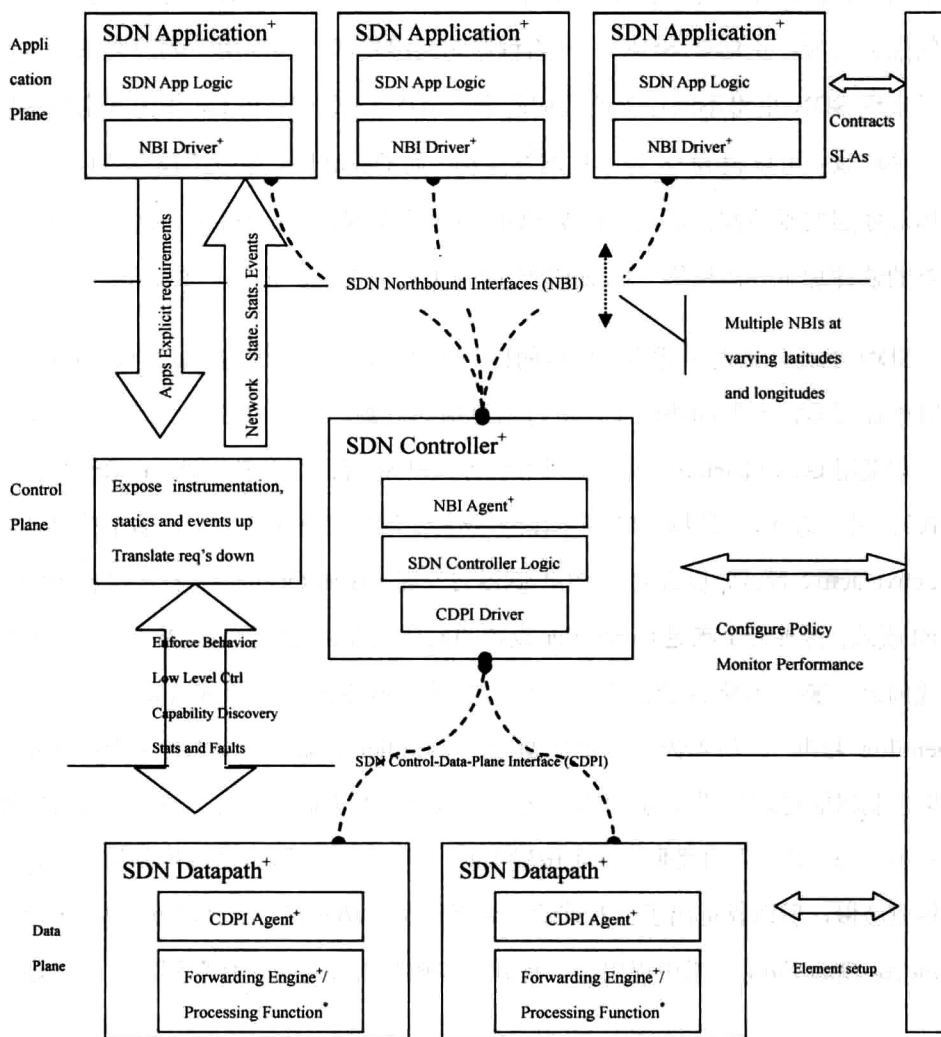 Appli
cation
Plane
SDN Application+
SDN App Logic
NBI Driver+
SDN Application+
SDN App Logic
NBI Driver+
SDN Application+
SDN App Logic
NBI Driver+
Contracts
SLAs
Apps Explicit requirements
Network State. Stats. Events
SDN Northbound Interfaces (NBI)
Multiple NBIs at
varying latitudes
and longitudes
Control
Plane
Expose instrumentation,
statics and events up
Translate req's down
SDN Controller+
NBI Agent+
SDN Controller Logic
CDPI Driver
Configure Policy
Monitor Performance
Enforce Behavior
Low Level Ctrl
Capability Discovery
Stats and Faults
SDN Control-Data-Plane Interface (CDPI)
Data
Plane
SDN Datapath+
CDPI Agent+
Forwarding Engine+/
Processing Function*
SDN Datapath+
CDPI Agent+
Forwarding Engine+/
Processing Function*
Element setup